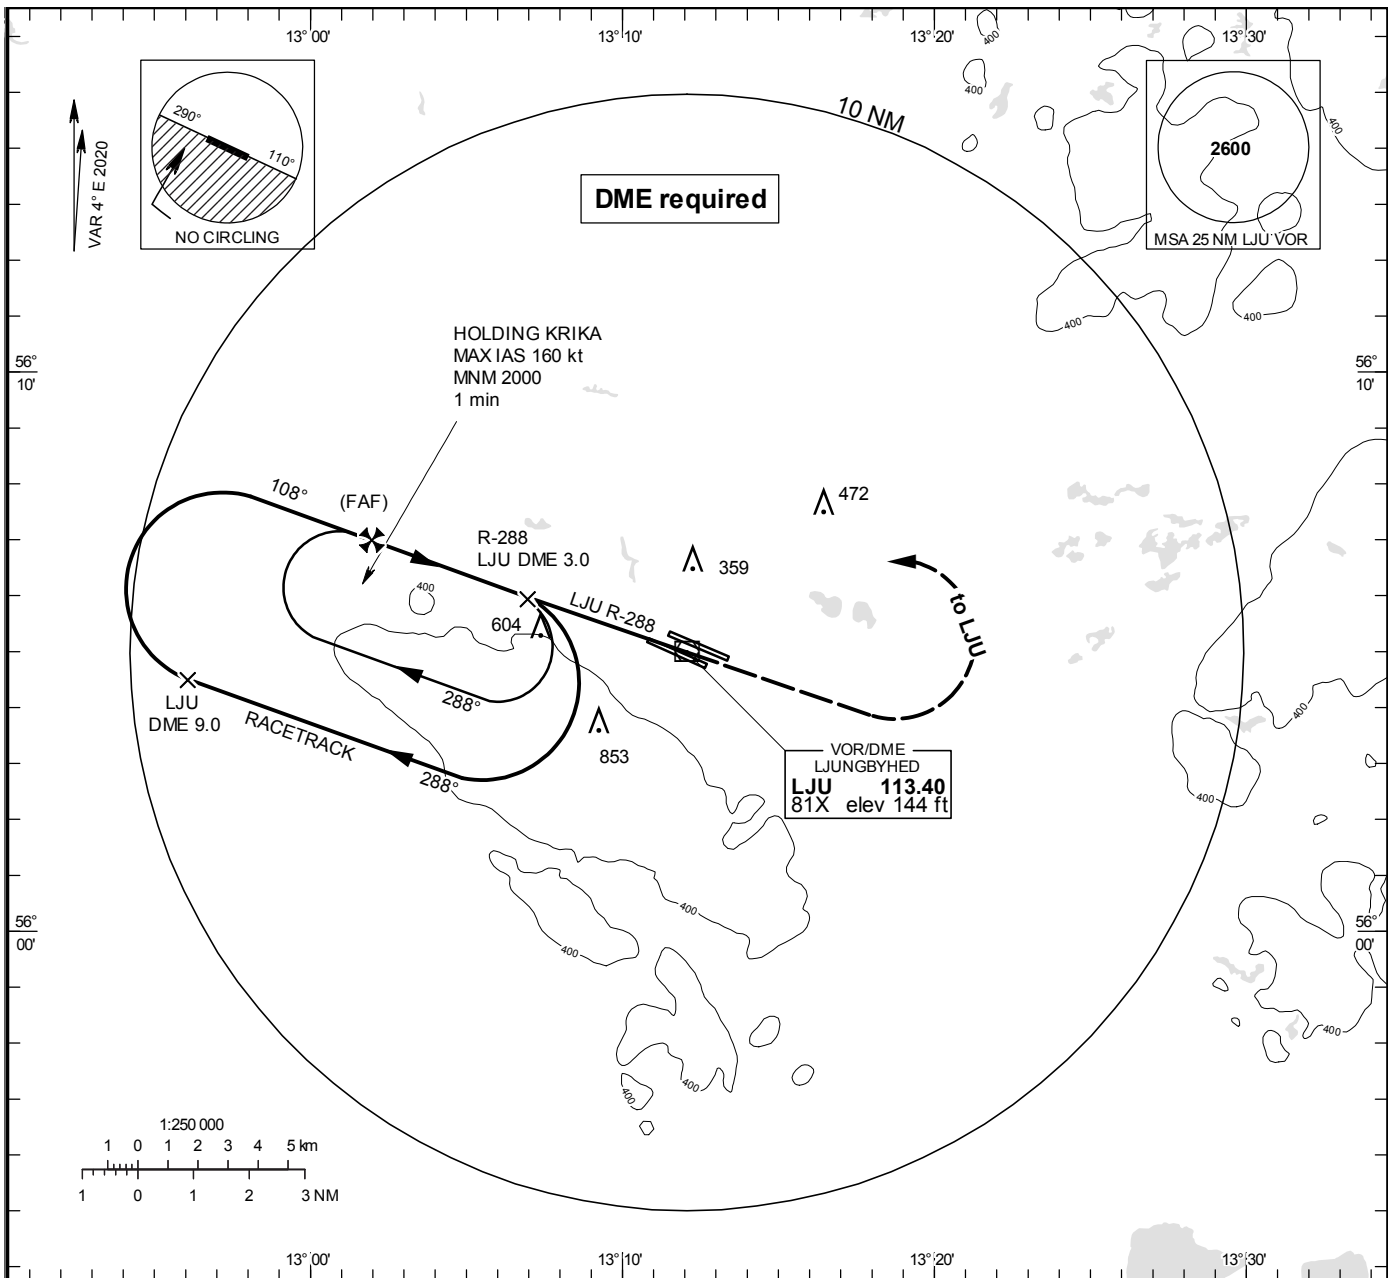 13°00'
13°10'
13°20'
13°30'
290°
110°
NO CIRCLING
VAR 4° E 2020
10 NM
DME required
2600
MSA 25 NM LJU VOR
400
400
400
400
400
HOLDING KRIKA
MAX IAS 160 kt
MNM 2000
1 min
56°
10'
56°
10'
108°
(FAF)
472
R-288
LJU DME 3.0
359
400
LJU R-288
604
to LJU
288°
LJU
DME 9.0
RACETRACK
288°
853
400
VOR/DME
LJUNGBYHED
LJU 113.40
81X elev 144 ft
400
56°
00'
56°
00'
400
400
400
400
400
1:250 000
1 0 1 2 3 4 5 km
1 0 1 2 3 NM
13°00'
13°10'
13°20'
13°30'